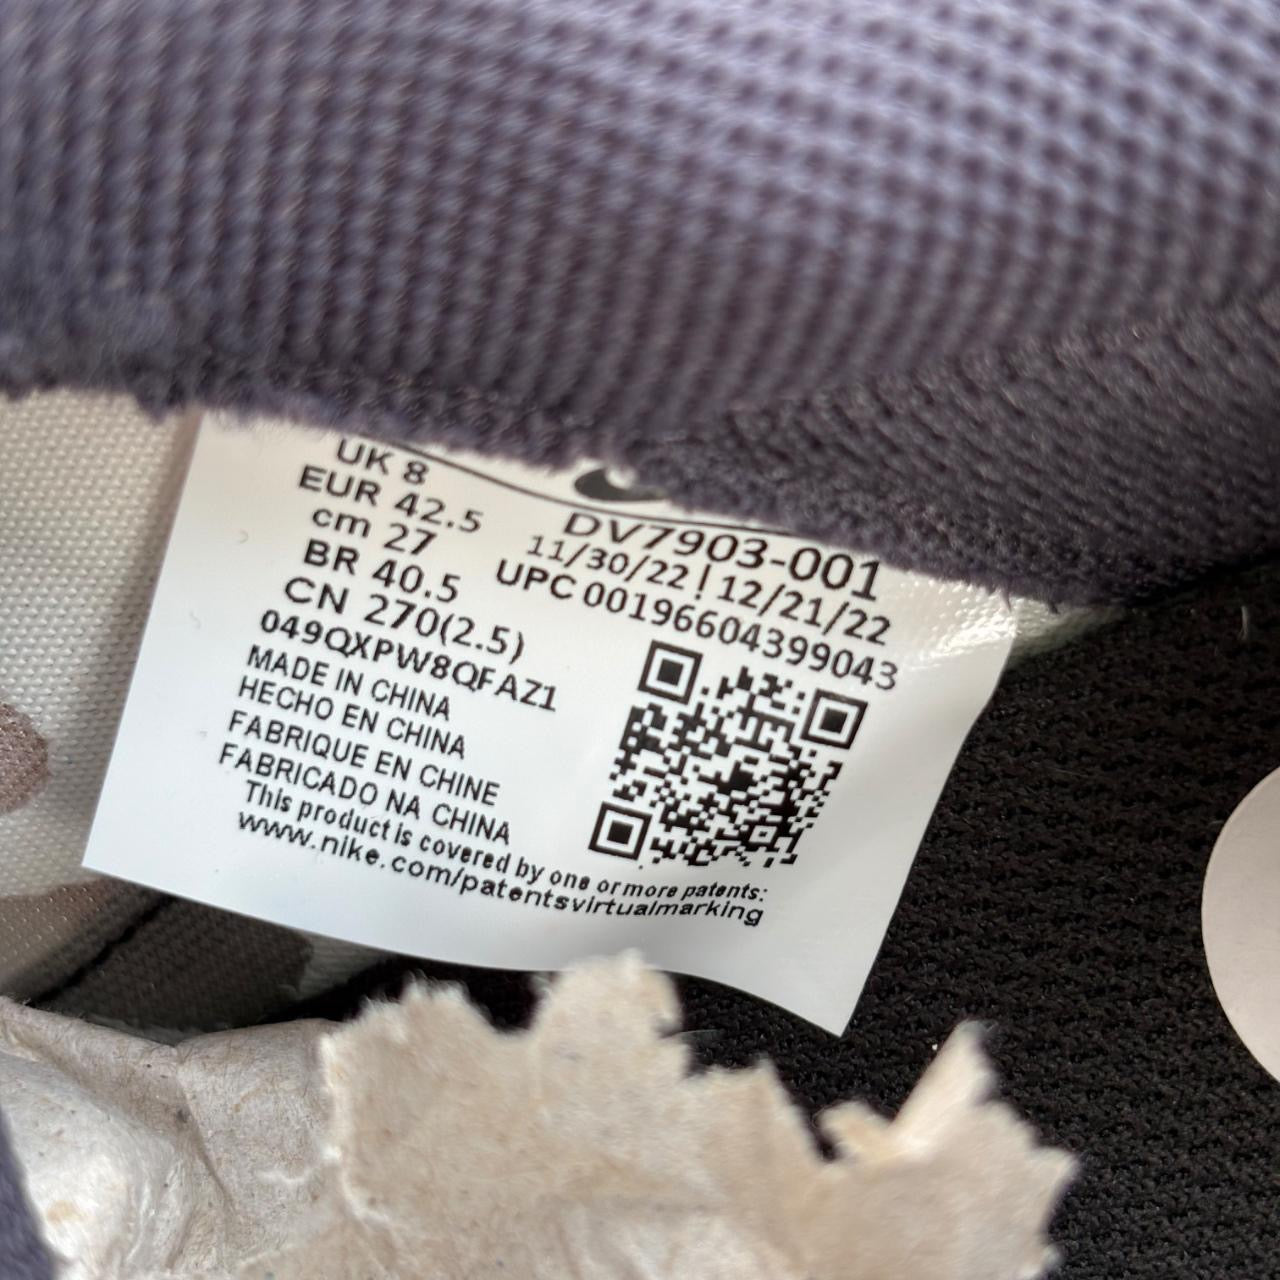 UK 8
EUR 42.5
cm 27
BR 40.5
CN 270(2.5)
049QXPW8QFAZ1
MADE IN CHINA
HECHO EN CHINA
FABRIQUE EN CHINE
FABRICADO NA CHINA
This product is covered by one or more patents:
www.nike.com/patentsvirtualmarking
DV7903-001
11/30/22 | 12/21/22
UPC 00196604399043